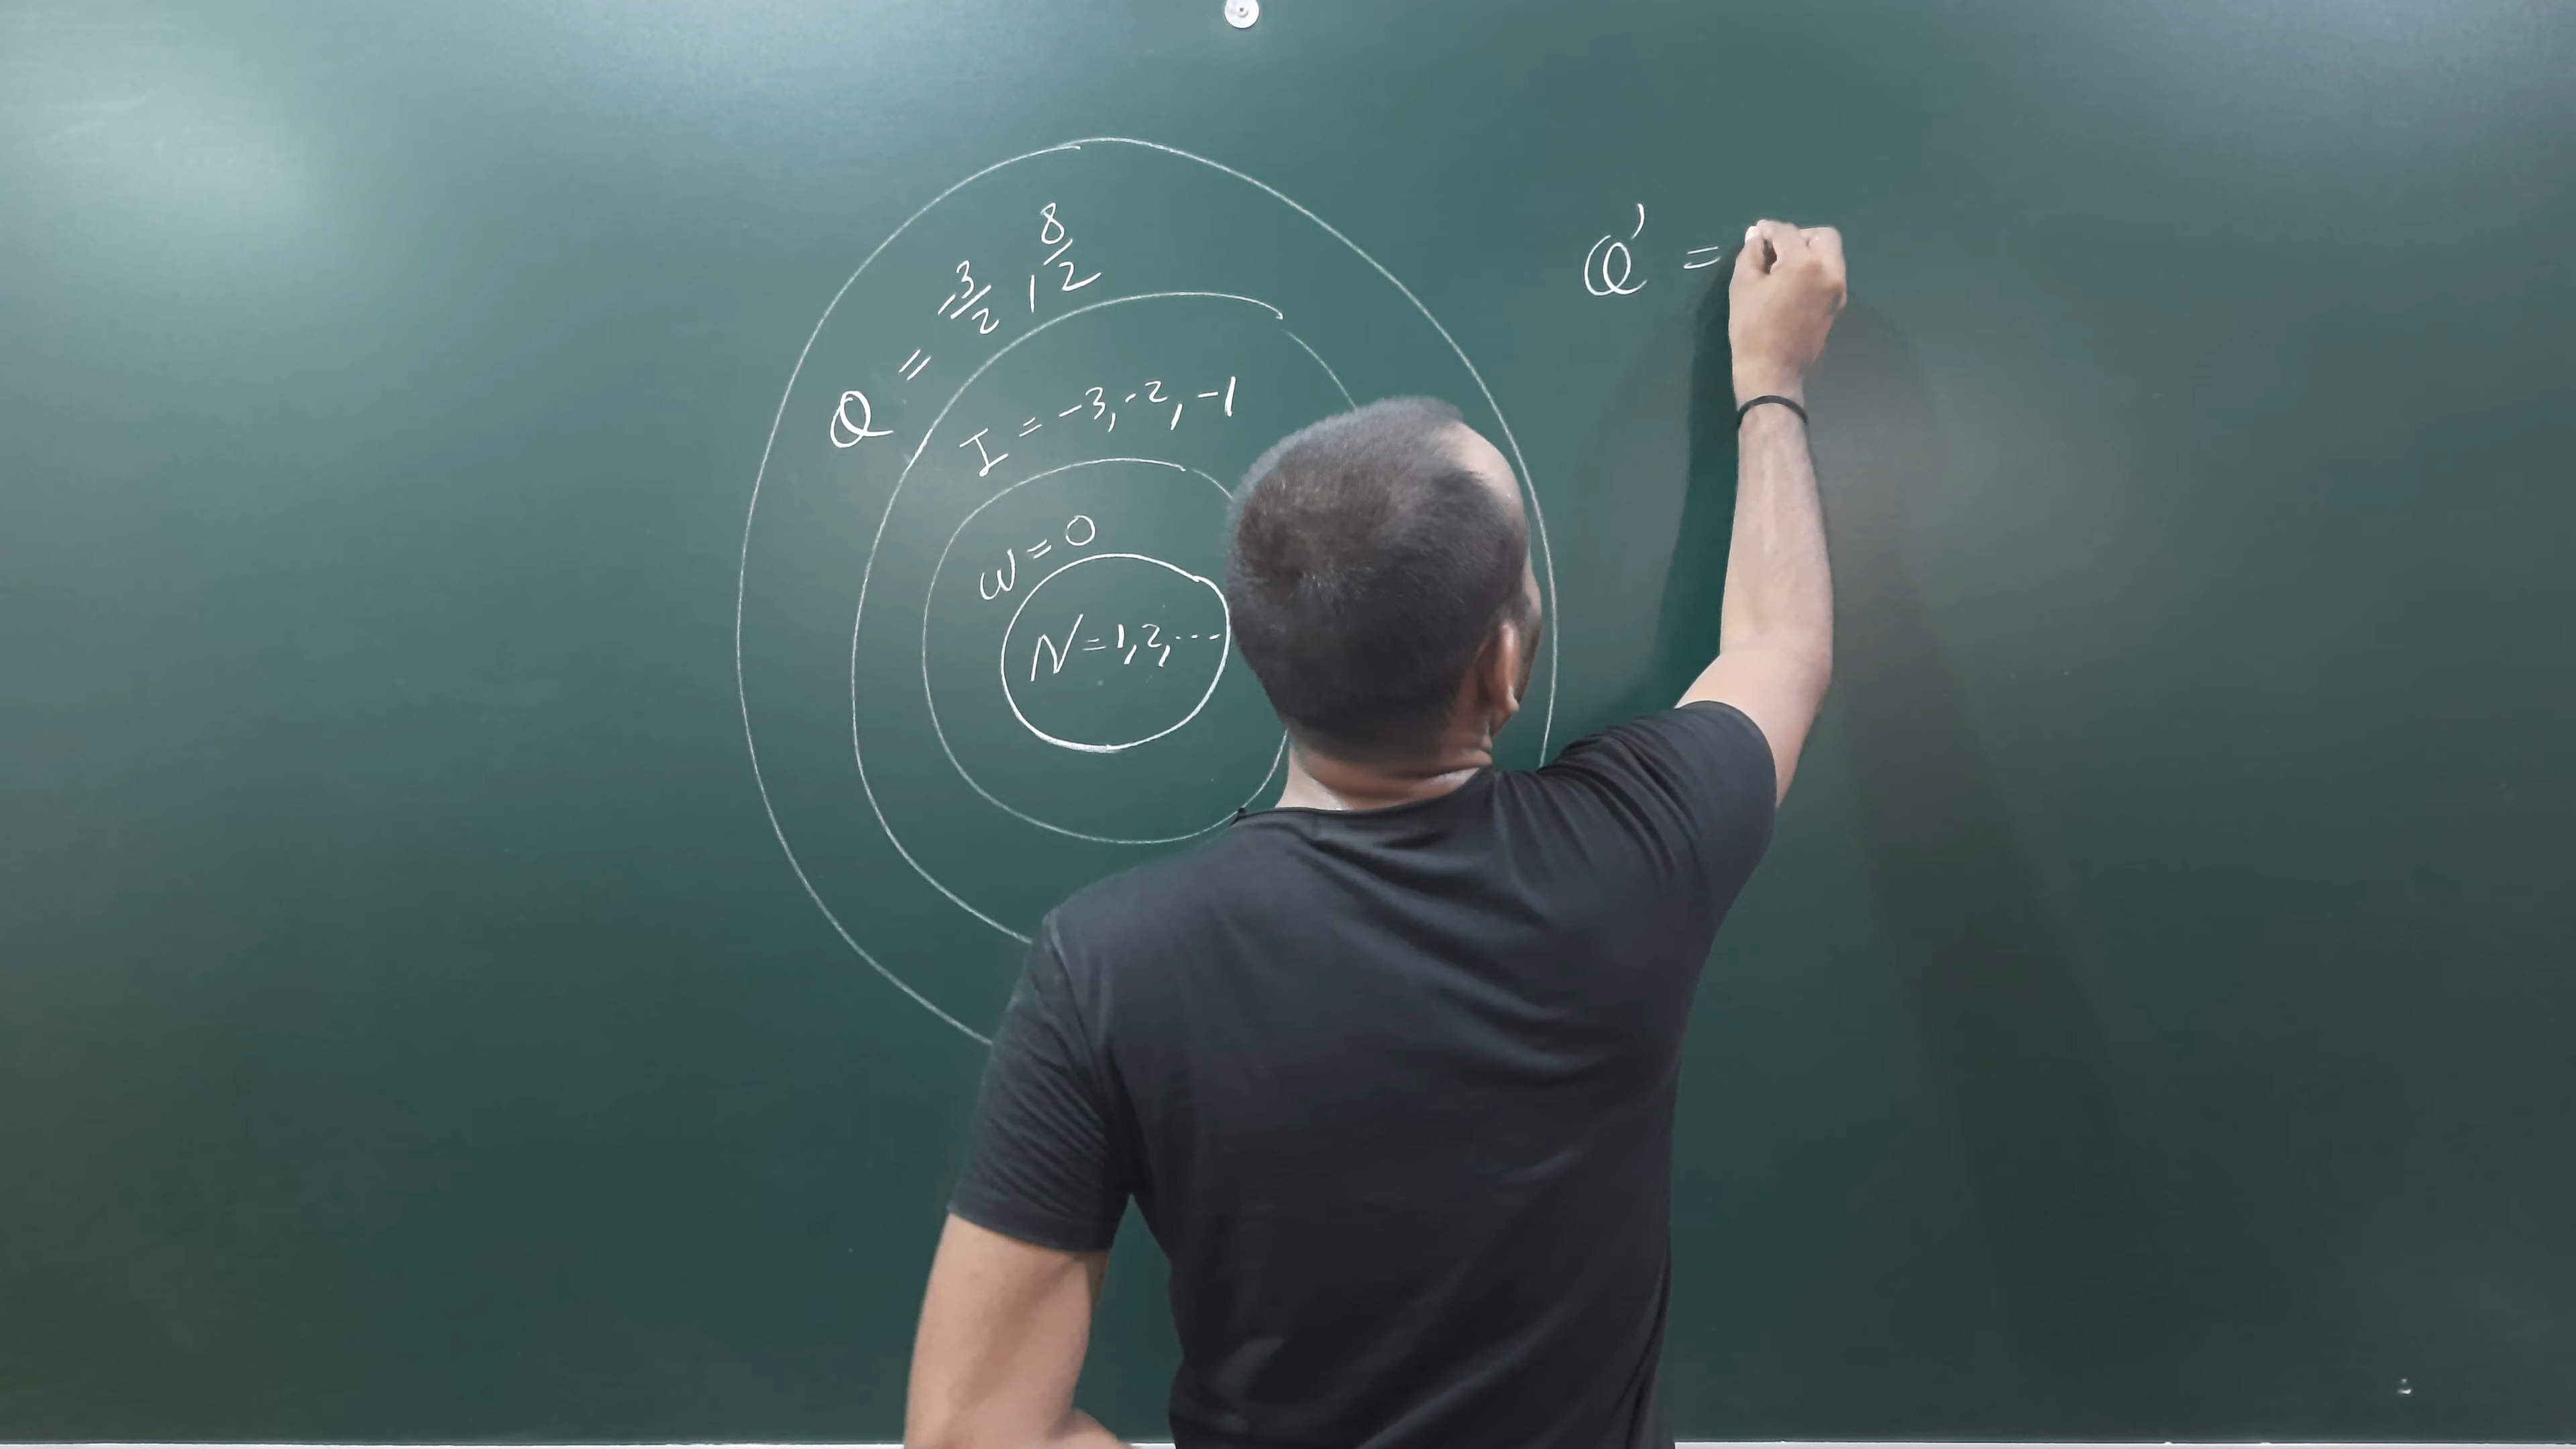 Q = 3/2, 8/2
I = -3, -2, -1
W = 0
N = 1, 2, ...
Q' =